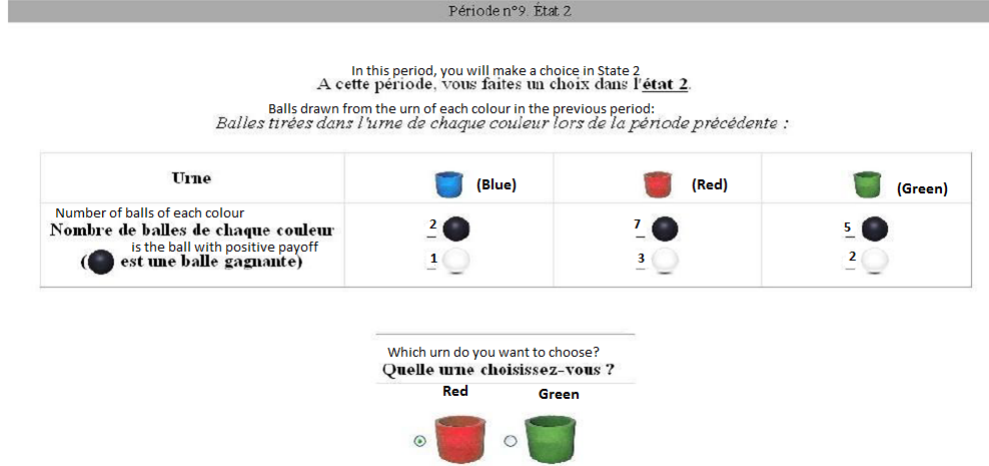 Période n°9. État 2
In this period, you will make a choice in State 2
A cette période, vous faites un choix dans l'état 2.
Balls drawn from the urn of each colour in the previous period:
Balles tirées dans l'urne de chaque couleur lors de la période précédente :
Urne (Blue) (Red) (Green)
Number of balls of each colour
Nombre de balles de chaque couleur 2 7 5
is the ball with positive payoff
( est une balle gagnante) 1 3 2
Which urn do you want to choose?
Quelle urne choisissez-vous ?
Red Green